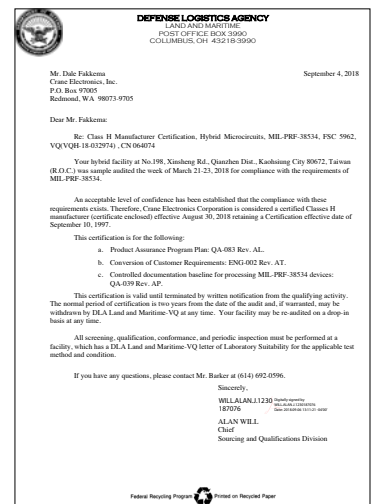 DEFENSE LOGISTICS AGENCY
LAND AND MARITIME
POST OFFICE BOX 3990
COLUMBUS, OH 43218-3990
Mr. Dale Fakkema September 4, 2018
Crane Electronics, Inc.
P.O. Box 97005
Redmond, WA 98073-9705
Dear Mr. Fakkema:
Re: Class H Manufacturer Certification, Hybrid Microcircuits, MIL-PRF-38534, FSC 5962,
VQ(VQH-18-032974) , CN 064074
Your hybrid facility at No.198, Xinsheng Rd., Qianzhen Dist., Kaohsiung City 80672, Taiwan
(R.O.C.) was sample audited the week of March 21-23, 2018 for compliance with the requirements of
MIL-PRF-38534.
An acceptable level of confidence has been established that the compliance with these
requirements exists. Therefore, Crane Electronics Corporation is considered a certified Classes H
manufacturer (certificate enclosed) effective August 30, 2018 retaining a Certification effective date of
September 10, 1997.
This certification is for the following:
a. Product Assurance Program Plan: QA-083 Rev. AL.
b. Conversion of Customer Requirements: ENG-002 Rev. AT.
c. Controlled documentation baseline for processing MIL-PRF-38534 devices:
QA-039 Rev. AP.
This certification is valid until terminated by written notification from the qualifying activity.
The normal period of certification is two years from the date of the audit and, if warranted, may be
withdrawn by DLA Land and Maritime-VQ at any time. Your facility may be re-audited on a drop-in
basis at any time.
All screening, qualification, conformance, and periodic inspection must be performed at a
facility, which has a DLA Land and Maritime-VQ letter of Laboratory Suitability for the applicable test
method and condition.
If you have any questions, please contact Mr. Barker at (614) 692-0596.
Sincerely,
WILL.ALAN.J.1230
187076
Digitally signed by
WILL.ALAN.J.1230187076
ALAN WILL
Chief
Sourcing and Qualifications Division
Federal Recycling Program Printed on Recycled Paper